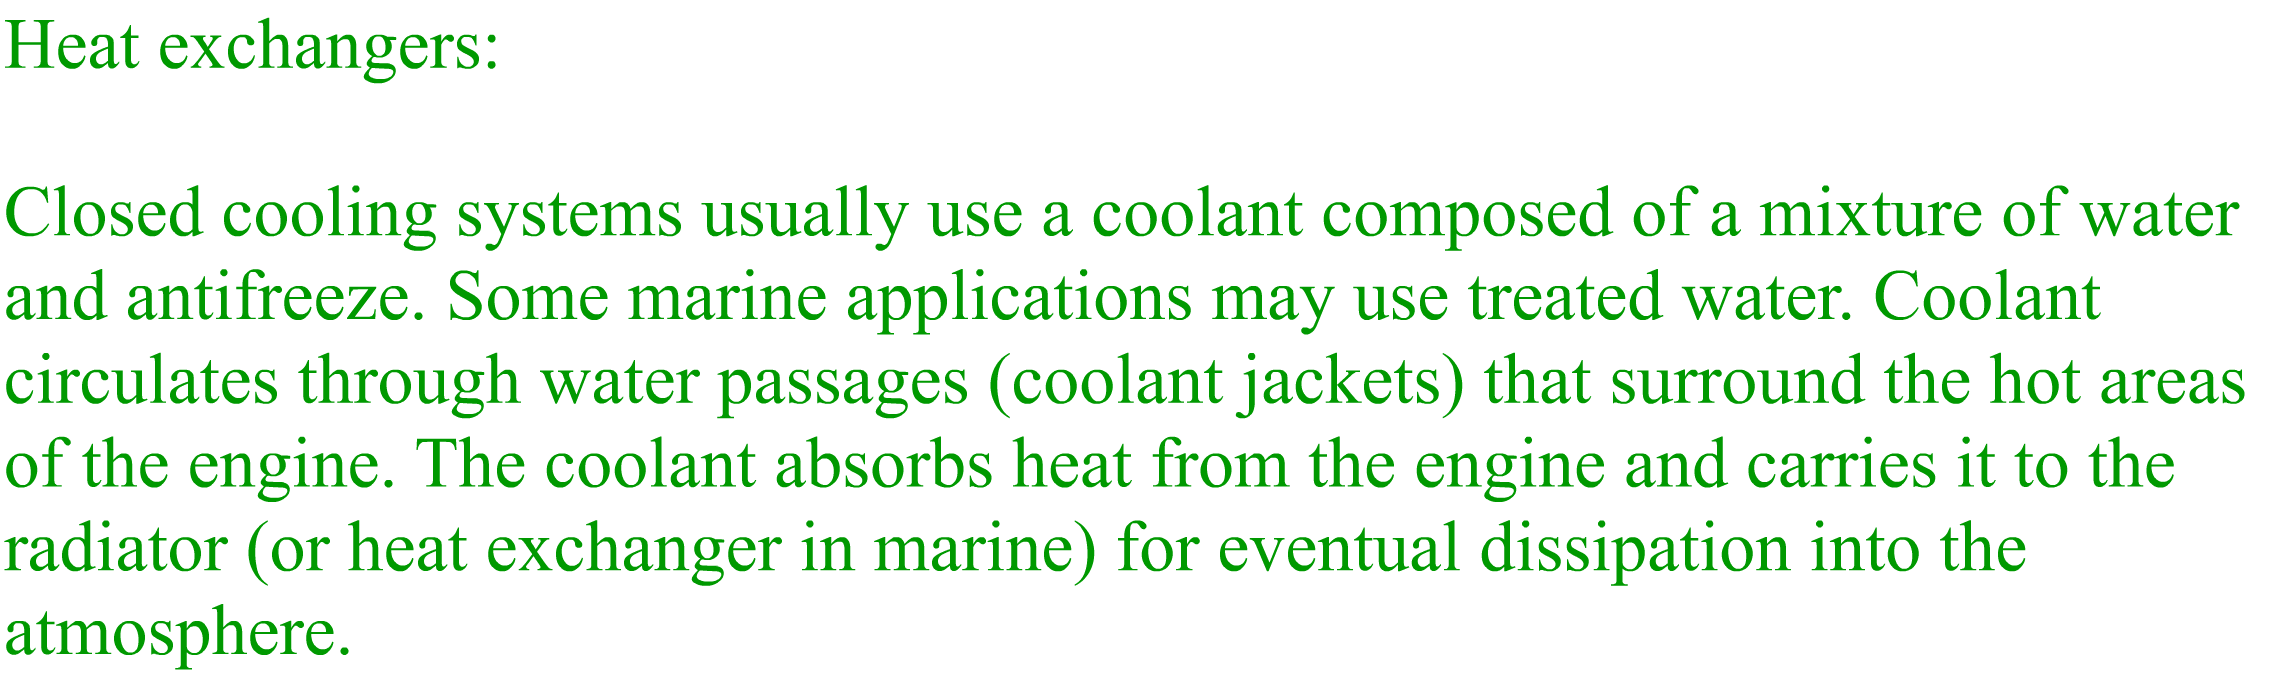 Heat exchangers:
Closed cooling systems usually use a coolant composed of a mixture of water
and antifreeze. Some marine applications may use treated water. Coolant
circulates through water passages (coolant jackets) that surround the hot areas
of the engine. The coolant absorbs heat from the engine and carries it to the
radiator (or heat exchanger in marine) for eventual dissipation into the
atmosphere.